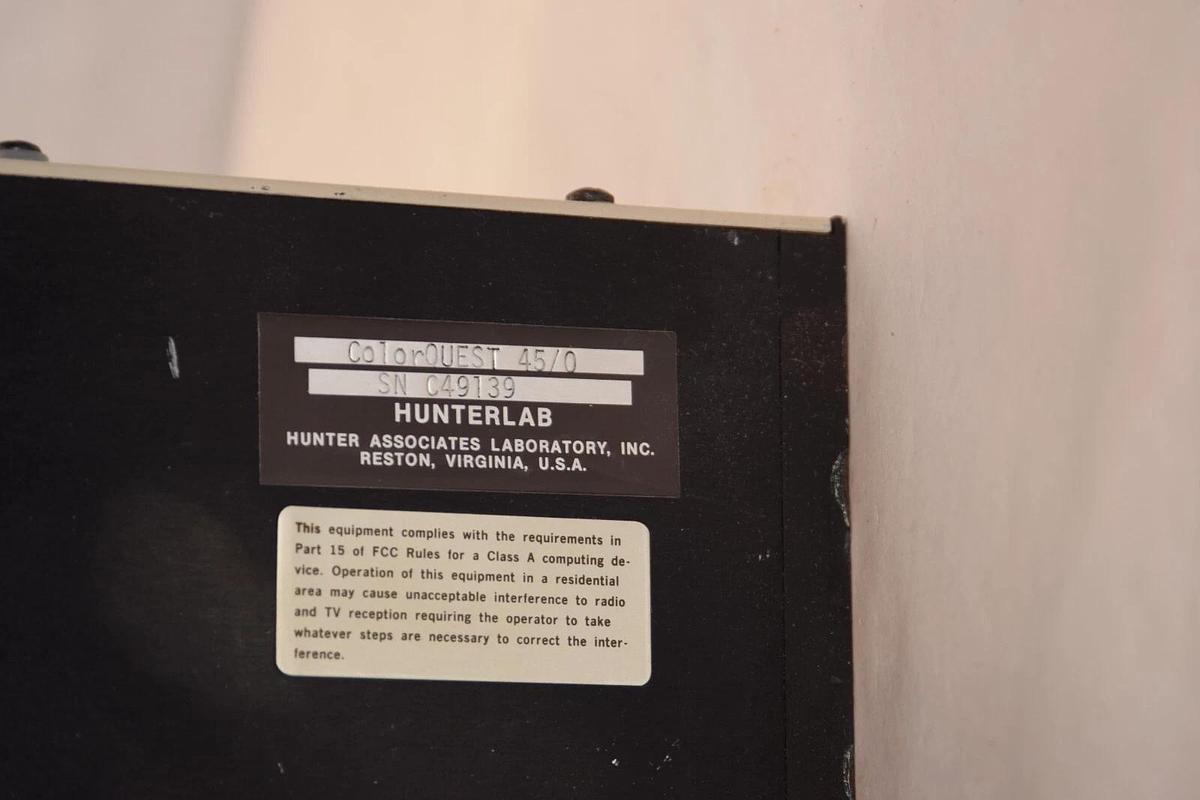 ColorQUEST 45/0
SN C49139
HUNTERLAB
HUNTER ASSOCIATES LABORATORY, INC.
RESTON, VIRGINIA, U.S.A.
This equipment complies with the requirements in
Part 15 of FCC Rules for a Class A computing de-
vice. Operation of this equipment in a residential
area may cause unacceptable interference to radio
and TV reception requiring the operator to take
whatever steps are necessary to correct the inter-
ference.